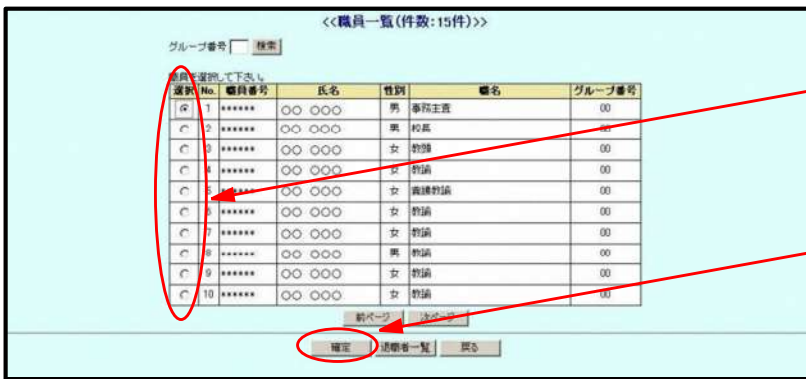 <<職員一覧(件数:15件)>>
グループ番号 検索
職員を選択して下さい。
選択 No. 職員番号 氏名 性別 職名 グループ番号
1 ****** ○○ ○○○ 男 事務主査 00
2 ****** ○○ ○○○ 男 校長 00
3 ****** ○○ ○○○ 女 教頭 00
4 ****** ○○ ○○○ 女 教諭 00
5 ****** ○○ ○○○ 女 養護教諭 00
6 ****** ○○ ○○○ 女 教諭 00
7 ****** ○○ ○○○ 女 教諭 00
8 ****** ○○ ○○○ 男 教諭 00
9 ****** ○○ ○○○ 女 教諭 00
10 ****** ○○ ○○○ 女 教諭 00
前ページ 次ページ
確定 退職者一覧 戻る